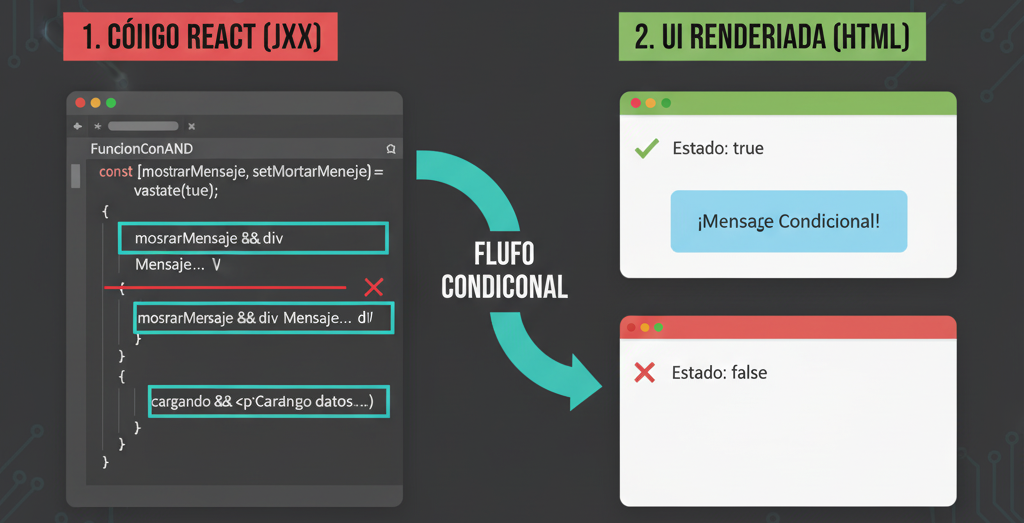 1. CÓIIGO REACT (JXX)
2. UI RENDERIADA (HTML)
FuncionConAND
const [mostrarMenseje, setMortarMeneje) =
vastate(tue);
{
mosrarMensaje && div
Mensaje... V
{
mosrarMersaje && div Mensaje... d\/
}
}
{
cargando && <p'Carango datos....)
}
}
}
FLUFO
CONDICONAL
Estado: true
¡Mensage Condicional!
Estado: false